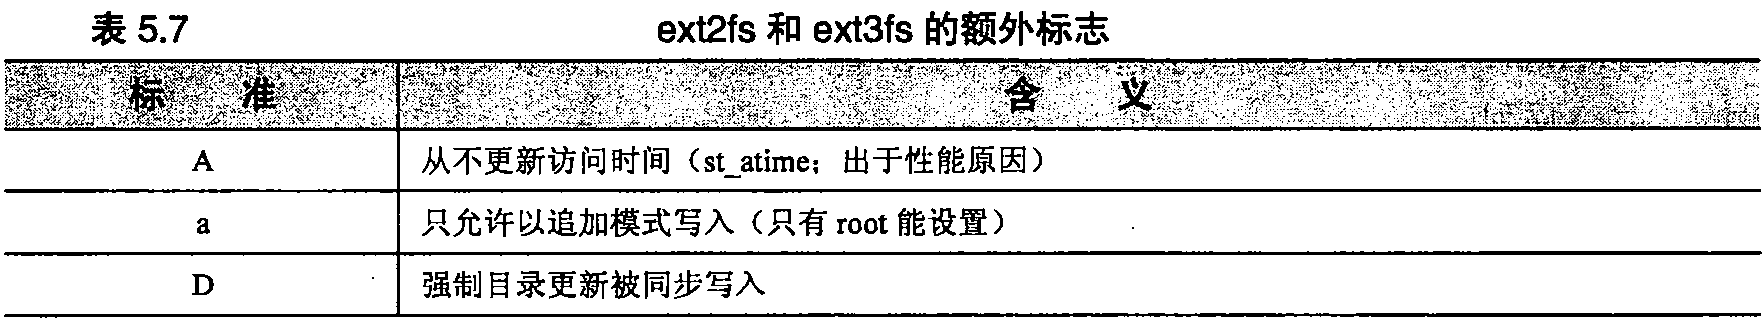 表 5.7 ext2fs 和 ext3fs 的额外标志
标 准 含 义
A 从不更新访问时间（st_atime；出于性能原因）
a 只允许以追加模式写入（只有 root 能设置）
D 强制目录更新被同步写入